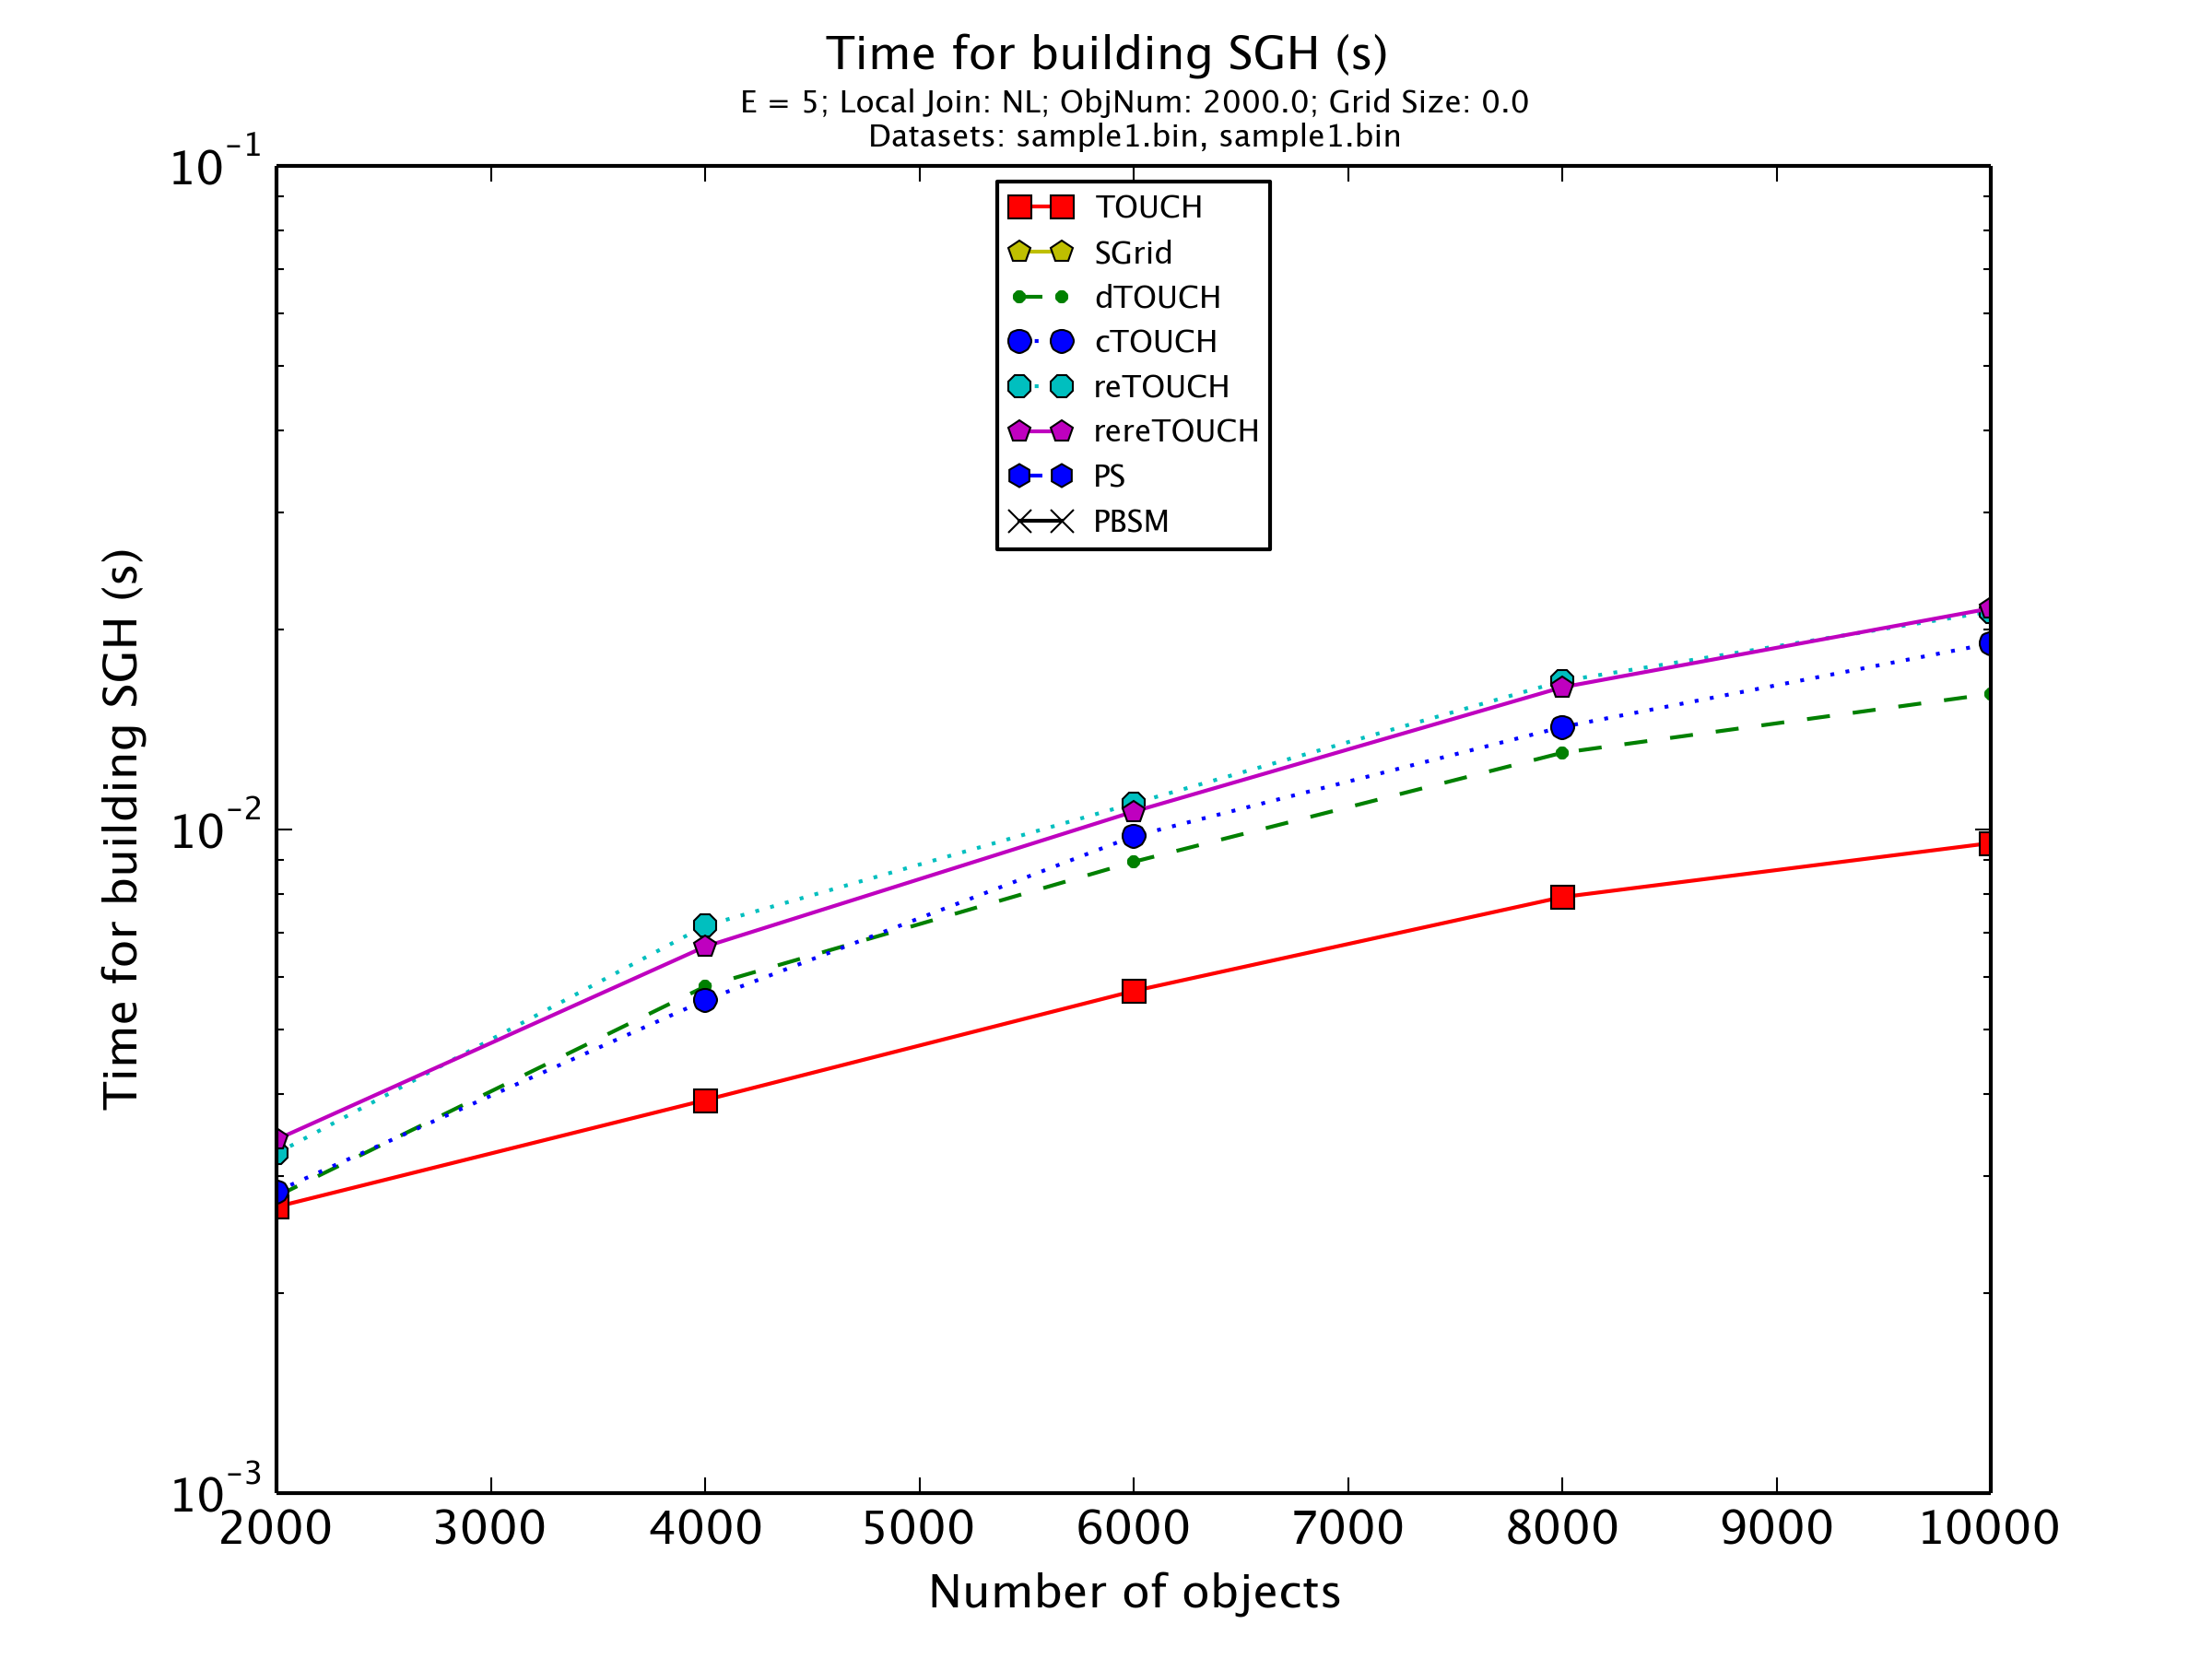 Time for building SGH (s)
E = 5; Local Join: NL; ObjNum: 2000.0; Grid Size: 0.0
Datasets: sample1.bin, sample1.bin
10⁻¹
TOUCH
SGrid
dTOUCH
cTOUCH
reTOUCH
rereTOUCH
PS
PBSM
Time for building SGH (s)
10⁻²
10⁻³
2000 3000 4000 5000 6000 7000 8000 9000 10000
Number of objects